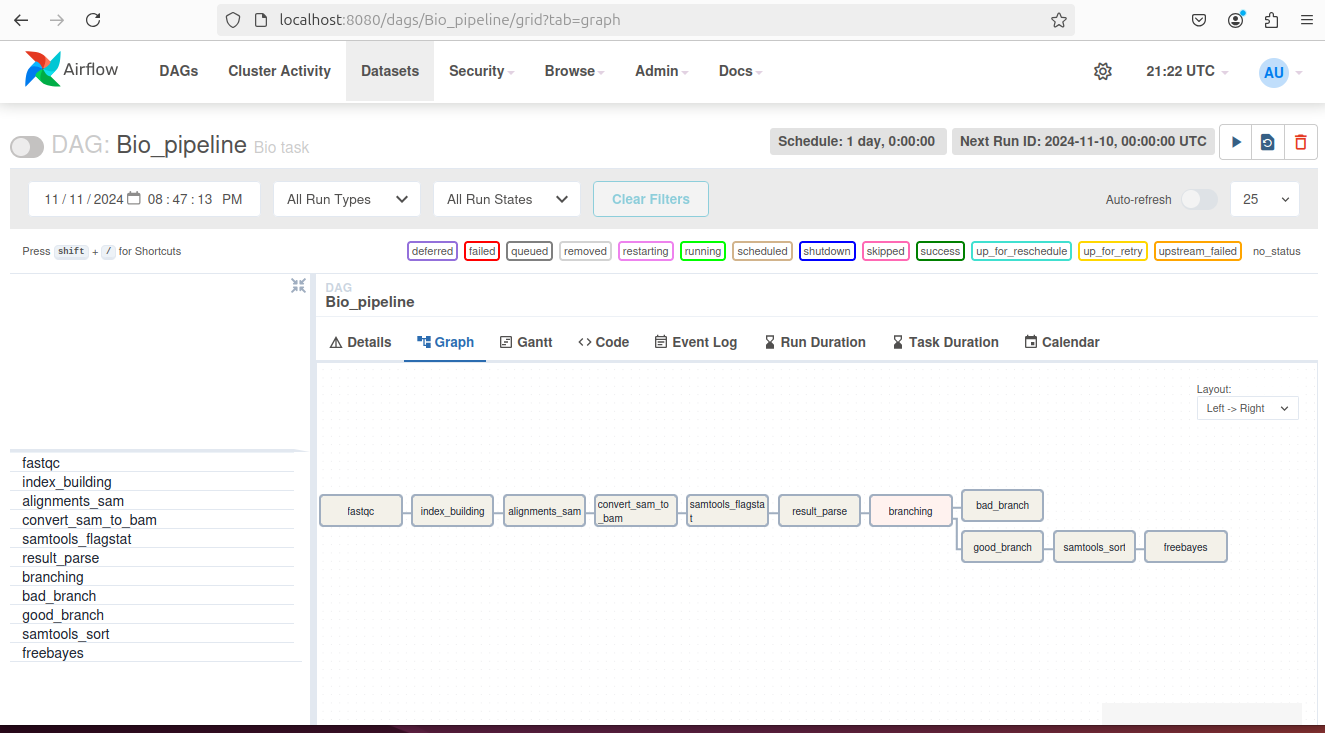 localhost:8080/dags/Bio_pipeline/grid?tab=graph
Airflow DAGs Cluster Activity Datasets Security Browse Admin Docs 21:22 UTC AU
DAG: Bio_pipeline Bio task Schedule: 1 day, 0:00:00 Next Run ID: 2024-11-10, 00:00:00 UTC
11/11/2024 08:47:13 PM All Run Types All Run States Clear Filters Auto-refresh 25
Press shift + / for Shortcuts deferred failed queued removed restarting running scheduled shutdown skipped success up_for_reschedule up_for_retry upstream_failed no_status
DAG
Bio_pipeline
Details Graph Gantt Code Event Log Run Duration Task Duration Calendar
Layout:
Left -> Right
fastqc
index_building
alignments_sam
convert_sam_to_bam
samtools_flagstat
result_parse
branching
bad_branch
good_branch
samtools_sort
freebayes
fastqc
index_building
alignments_sam
convert_sam_to
_bam
samtools_flagsta
t
result_parse
branching
bad_branch
good_branch
samtools_sort
freebayes